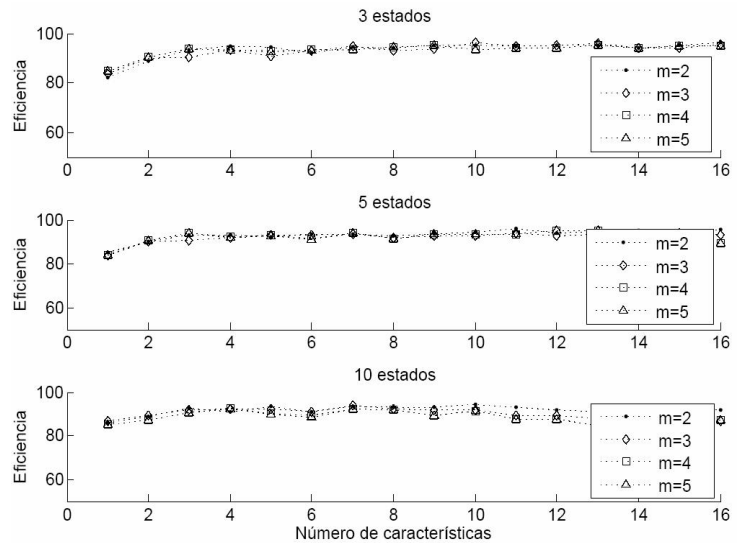 3 estados
100
80
60
Eficiencia
0 2 4 6 8 10 12 14 16
m=2
m=3
m=4
m=5
5 estados
100
80
60
Eficiencia
0 2 4 6 8 10 12 14 16
m=2
m=3
m=4
m=5
10 estados
100
80
60
Eficiencia
0 2 4 6 8 10 12 14 16
m=2
m=3
m=4
m=5
Número de características